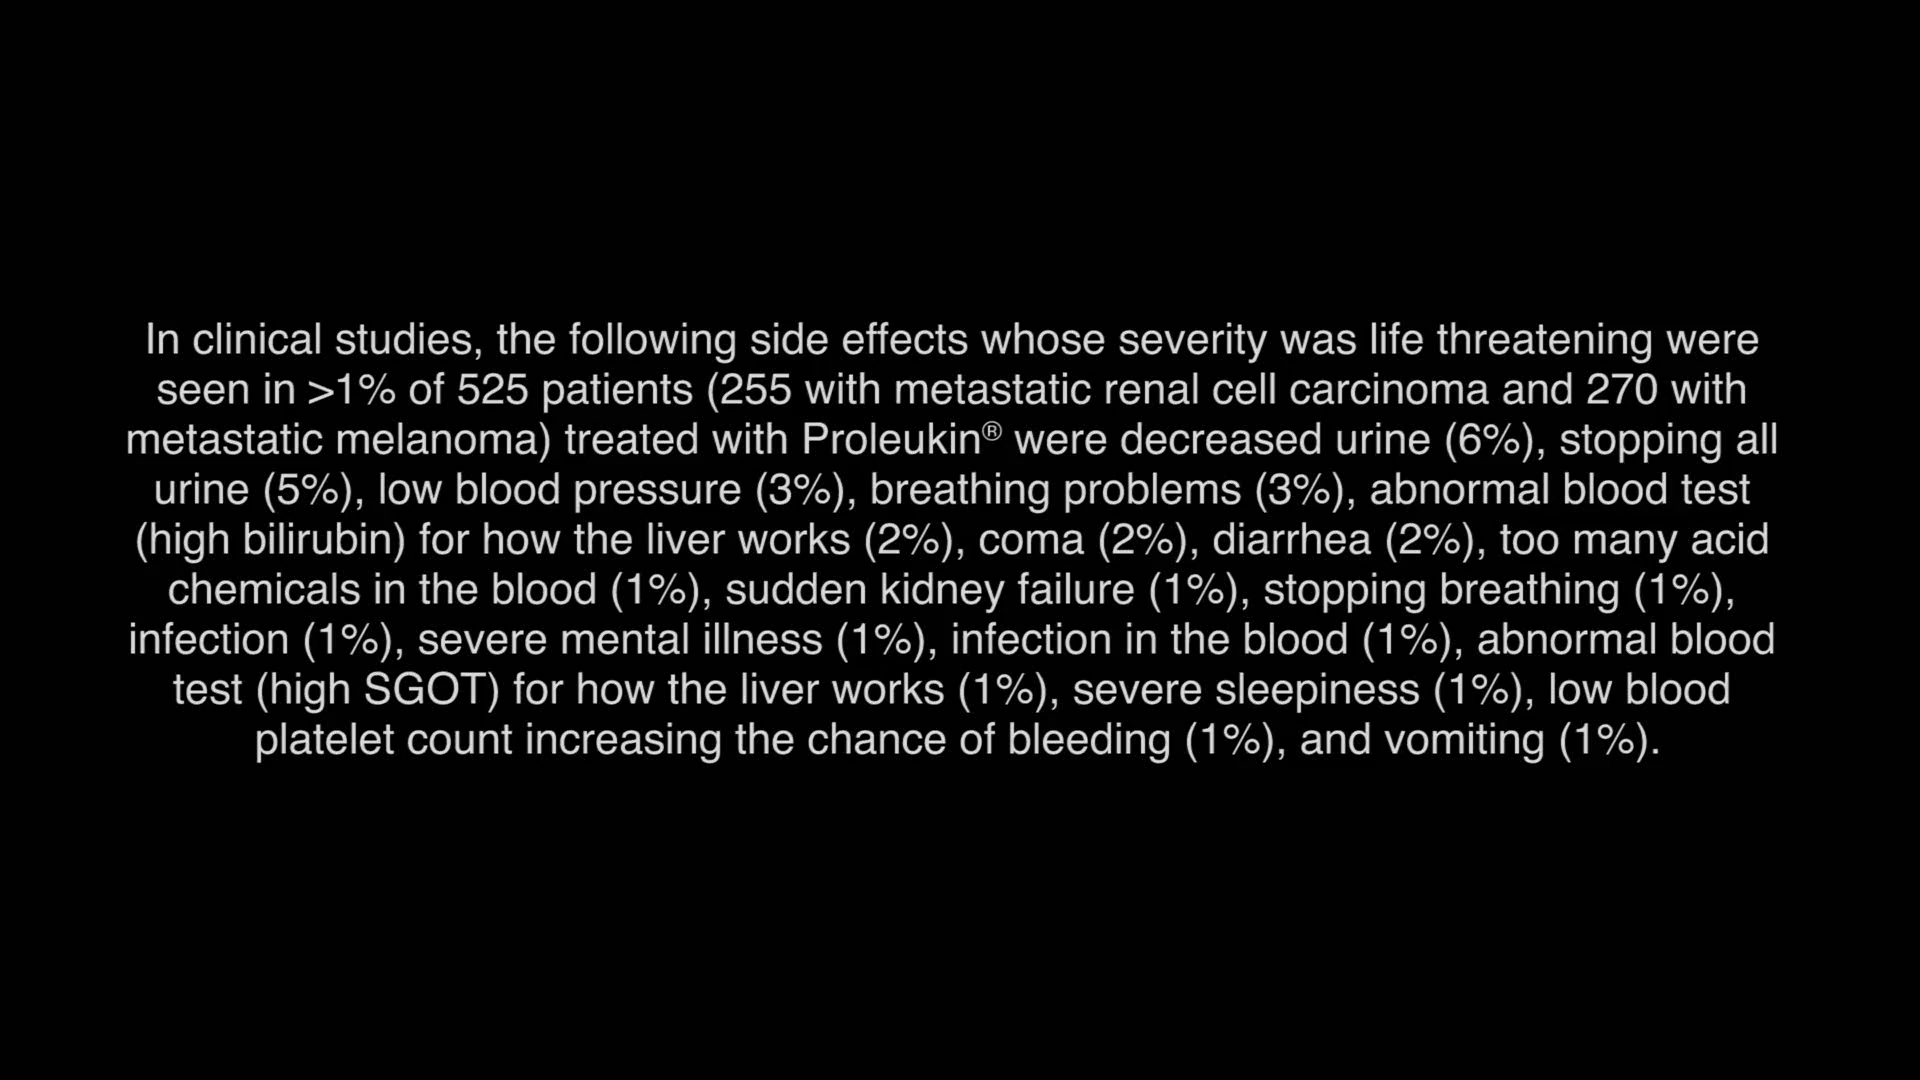 In clinical studies, the following side effects whose severity was life threatening were
seen in >1% of 525 patients (255 with metastatic renal cell carcinoma and 270 with
metastatic melanoma) treated with Proleukin® were decreased urine (6%), stopping all
urine (5%), low blood pressure (3%), breathing problems (3%), abnormal blood test
(high bilirubin) for how the liver works (2%), coma (2%), diarrhea (2%), too many acid
chemicals in the blood (1%), sudden kidney failure (1%), stopping breathing (1%),
infection (1%), severe mental illness (1%), infection in the blood (1%), abnormal blood
test (high SGOT) for how the liver works (1%), severe sleepiness (1%), low blood
platelet count increasing the chance of bleeding (1%), and vomiting (1%).